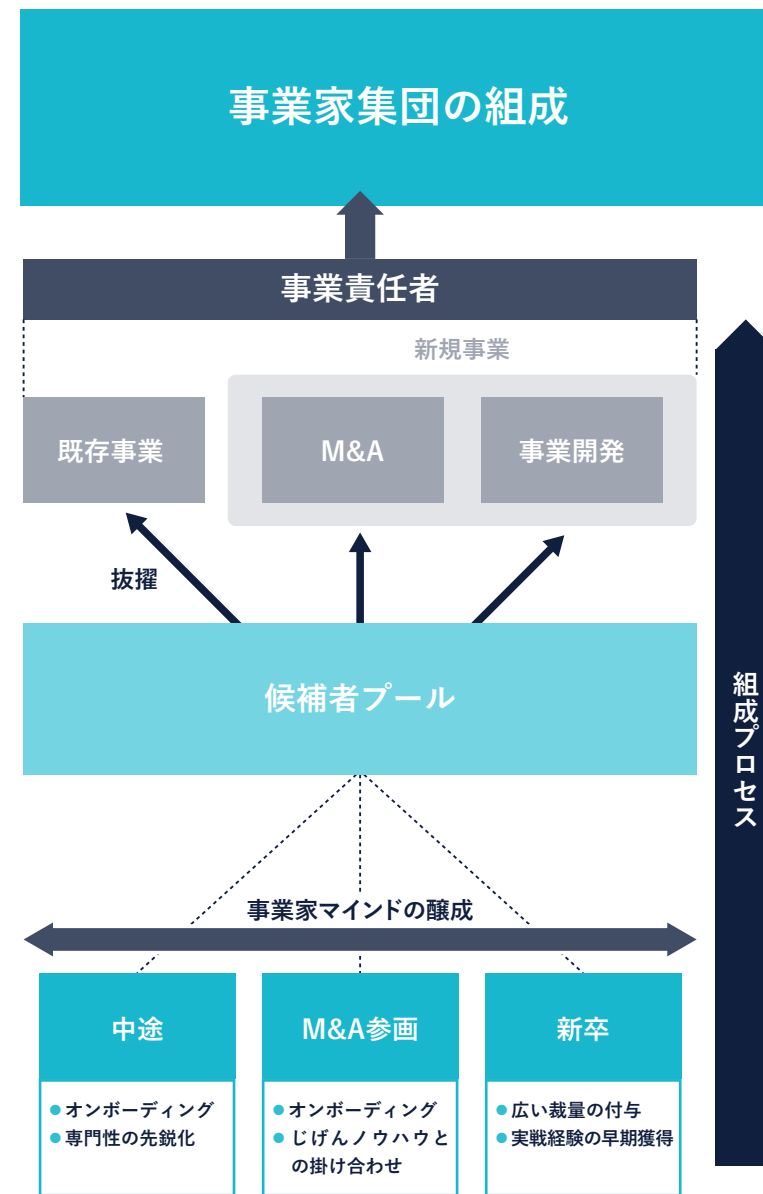 事業家集団の組成
事業責任者
新規事業
既存事業
M&A
事業開発
抜擢
候補者プール
組成プロセス
事業家マインドの醸成
中途
M&A参画
新卒
●オンボーディング
●専門性の先鋭化
●オンボーディング
●じげんノウハウと
の掛け合わせ
●広い裁量の付与
●実戦経験の早期獲得